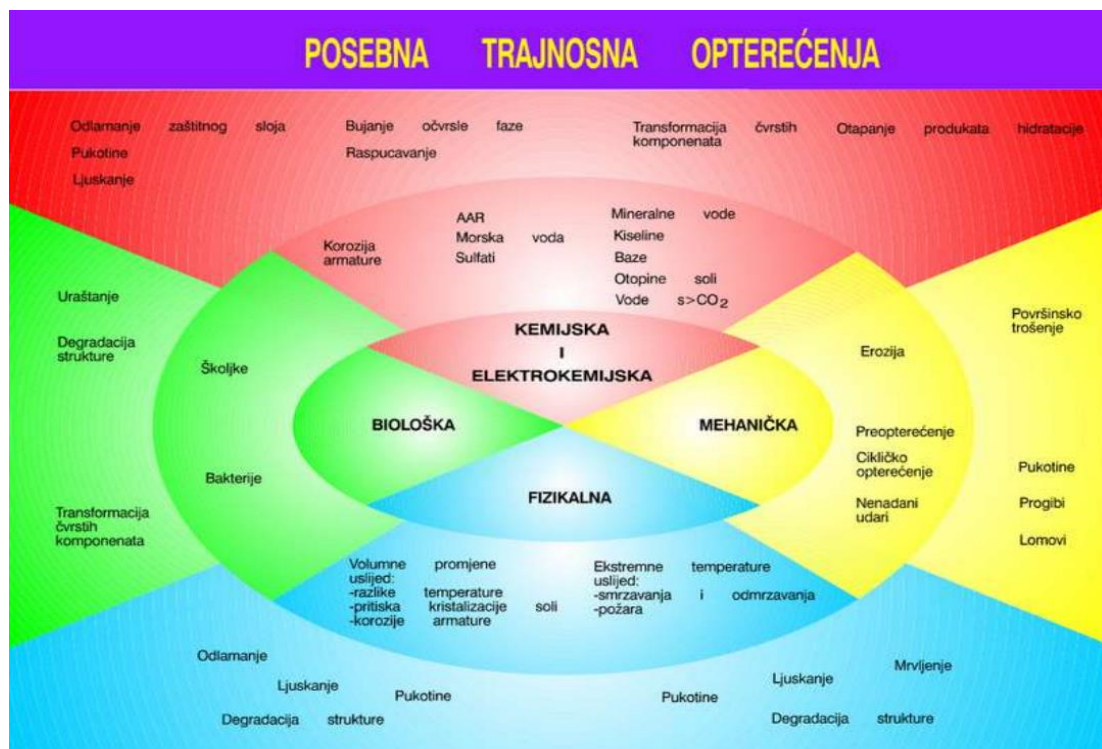 POSEBNA TRAJNOSNA OPTEREĆENJA
Odlamanje zaštitnog sloja
Pukotine
Ljuskanje
Bujanje očvrsle faze
Raspucavanje
Transformacija čvrstih
komponenata
Otapanje produkata hidratacije
Korozija
armature
AAR
Morska voda
Sulfati
Mineralne vode
Kiseline
Baze
Otopine soli
Vode s>CO2
KEMIJSKA
I
ELEKTROKEMIJSKA
Uraštanje
Degradacija
strukture
Transformacija
čvrstih
komponenata
Školjke
Bakterije
BIOLOŠKA
MEHANIČKA
Erozija
Preopterećenje
Cikličko
opterećenje
Nenadani
udari
Površinsko
trošenje
Pukotine
Progibi
Lomovi
FIZIKALNA
Volumne promjene
uslijed:
-razlike temperature
-pritiska kristalizacije soli
-korozije armature
Ekstremne temperature
uslijed:
-smrzavanja i odmrzavanja
-požara
Odlamanje
Ljuskanje
Pukotine
Degradacija strukture
Pukotine
Ljuskanje
Mrvljenje
Degradacija strukture